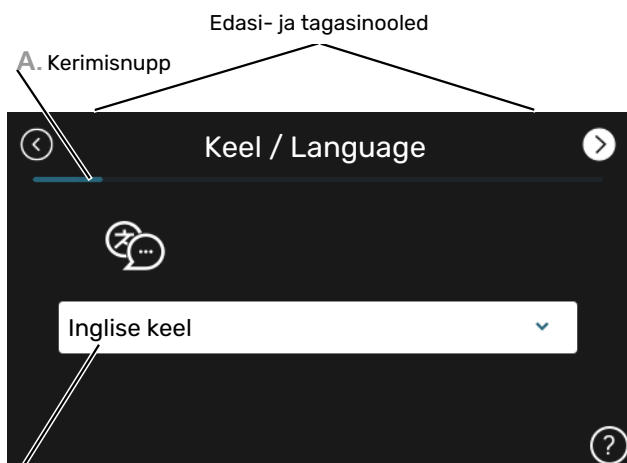 Edasi- ja tagasinooled
A. Kerimisnupp
Keel / Language
Inglise keel
?